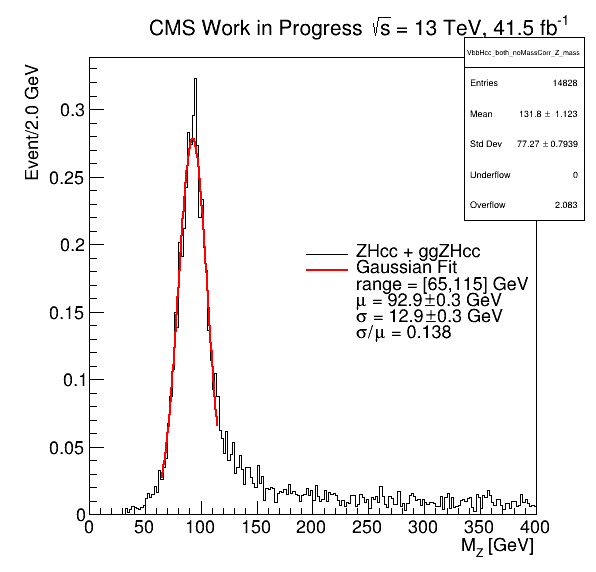 CMS Work in Progress √s = 13 TeV, 41.5 fb⁻¹
VbbHcc_both_noMassCorr_Z_mass
Entries 14828
Mean 131.8 ± 1.123
Std Dev 77.27 ± 0.7939
Underflow 0
Overflow 2.083
Event/2.0 GeV
0.3
0.25
0.2
0.15
0.1
0.05
0
ZHcc + ggZHcc
Gaussian Fit
range = [65,115] GeV
μ = 92.9±0.3 GeV
σ = 12.9±0.3 GeV
σ/μ = 0.138
0 50 100 150 200 250 300 350 400
M_Z [GeV]